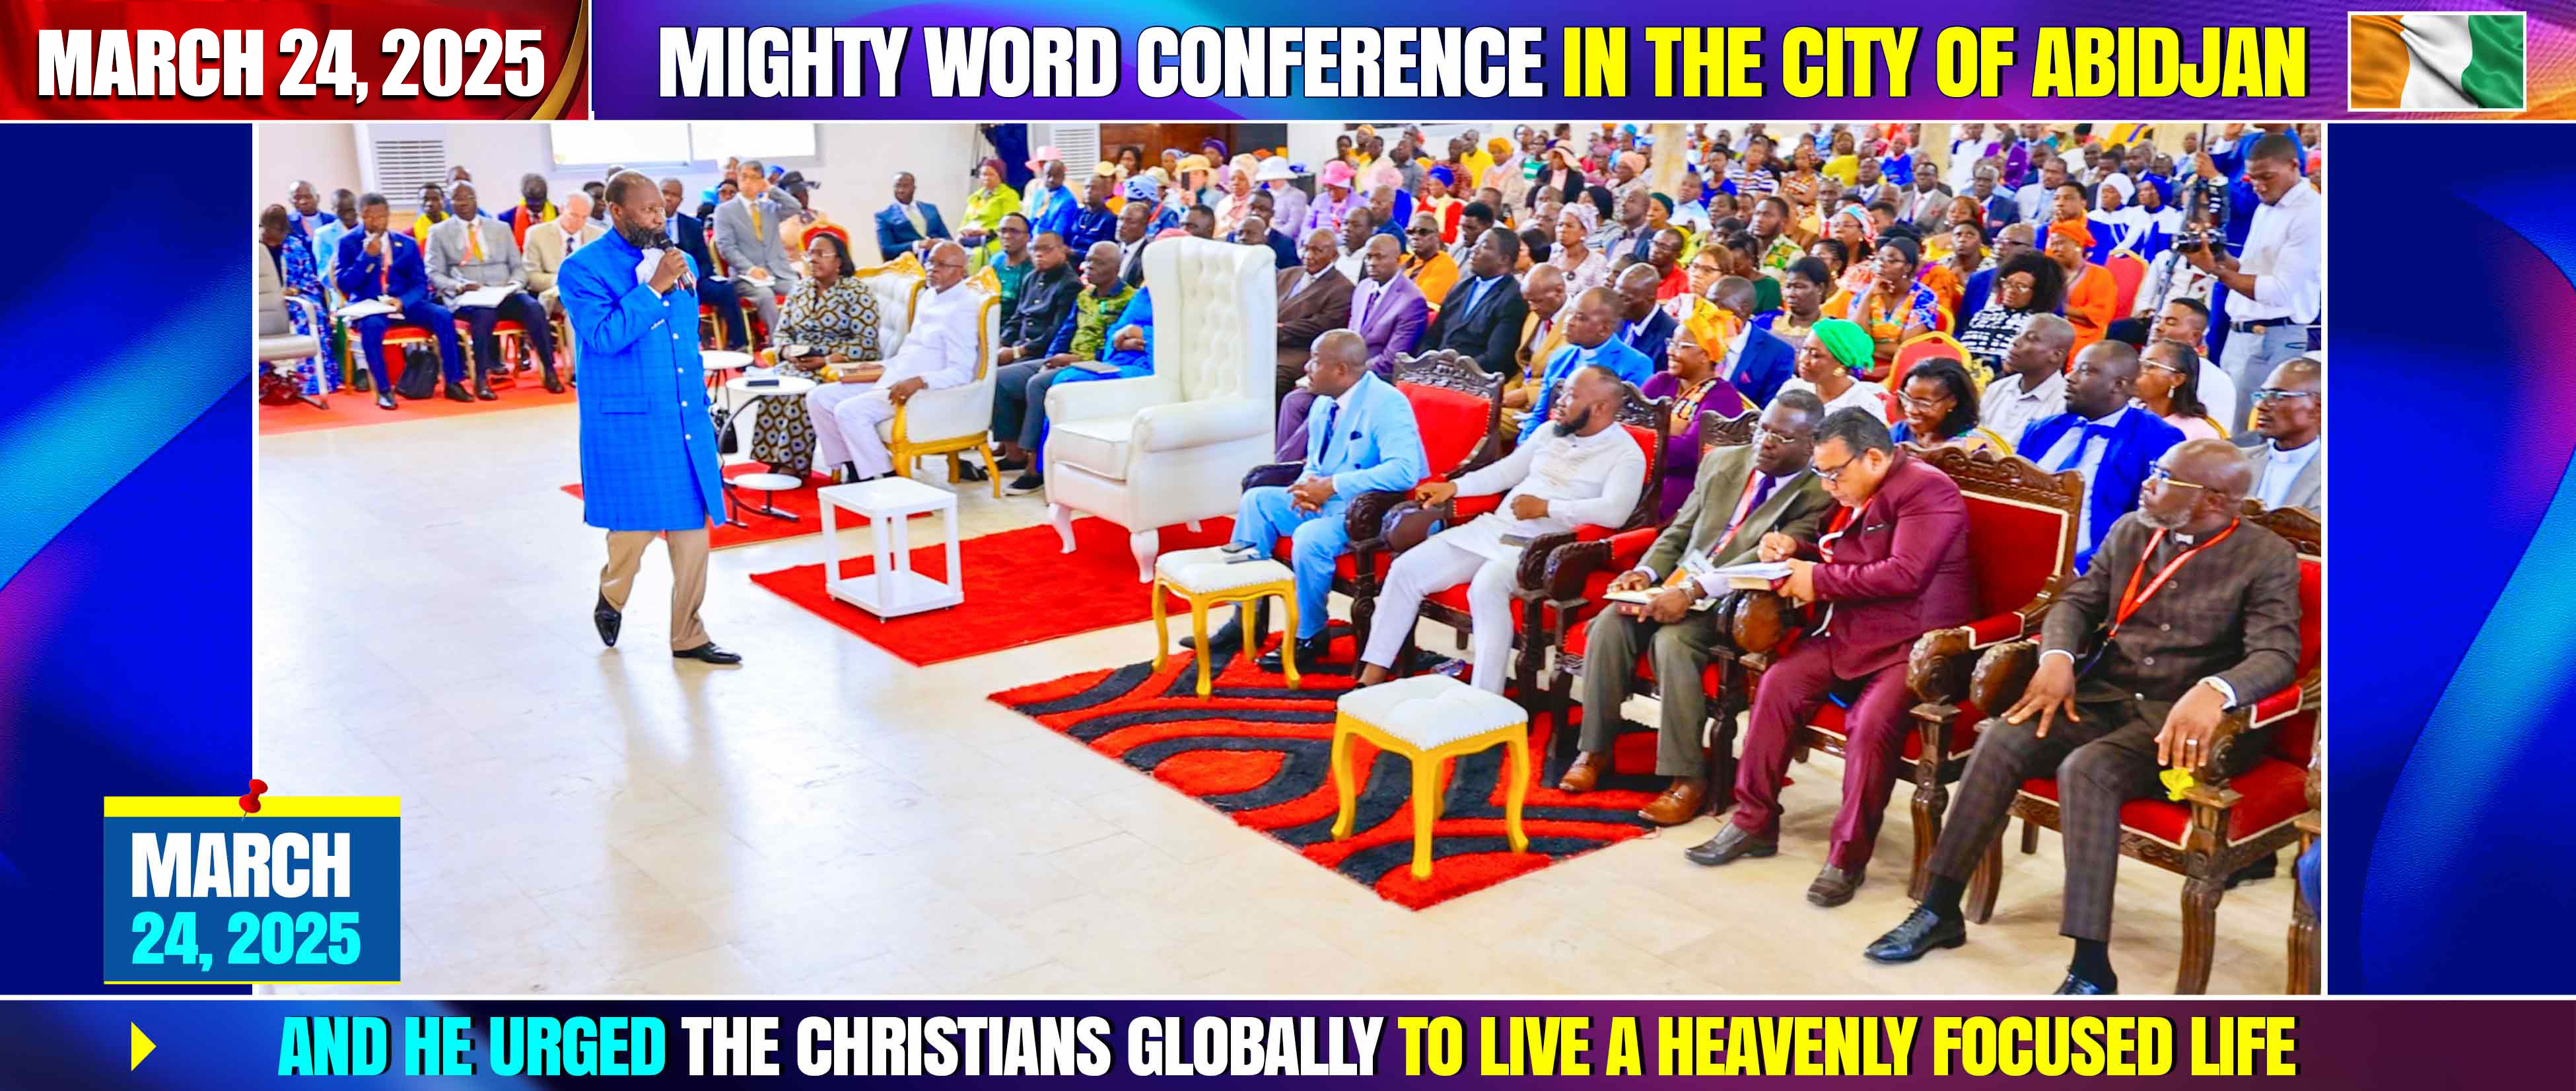 MARCH 24, 2025
MIGHTY WORD CONFERENCE IN THE CITY OF ABIDJAN
MARCH
24, 2025
AND HE URGED THE CHRISTIANS GLOBALLY TO LIVE A HEAVENLY FOCUSED LIFE